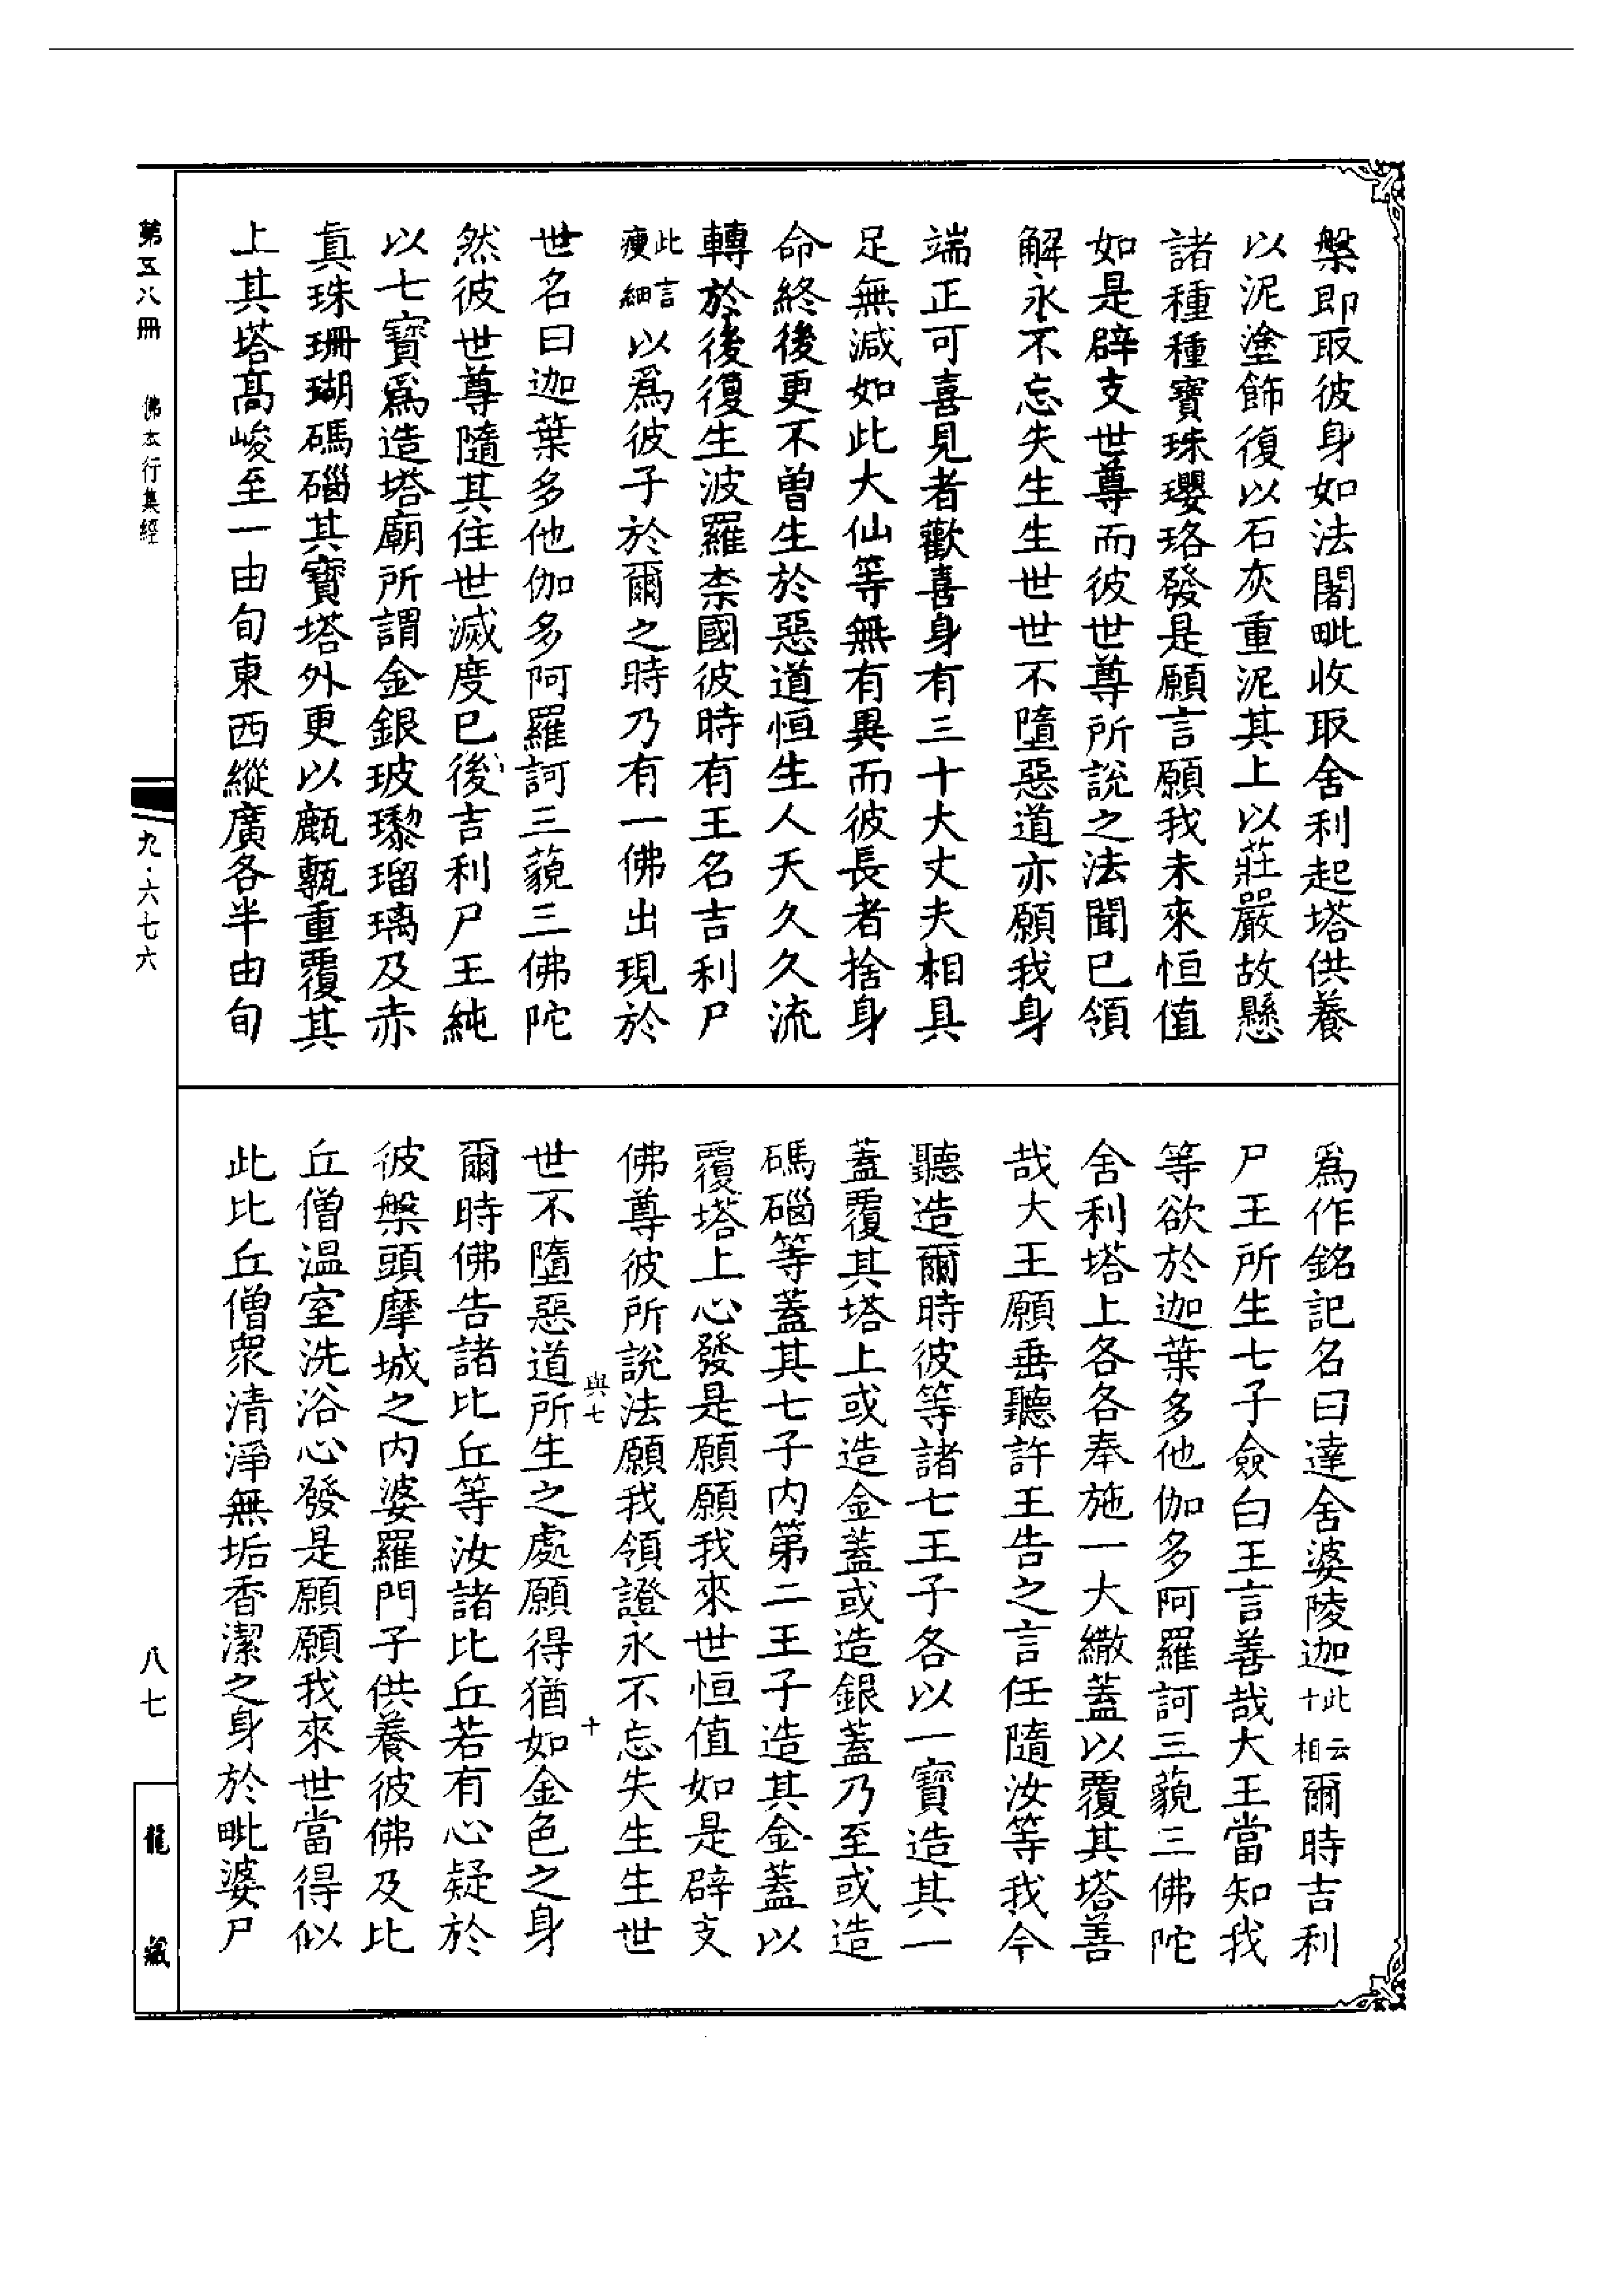 槃即取彼身如法闍毗收取舍利起塔供養
以泥塗飾復以石灰重泥其上以莊嚴故懸
諸種種寶珠瓔珞發是願言願我未來恒值
如是辟支世尊而彼世尊所說之法聞已領
解永不忘失生生世世不墮惡道亦願我身
端正可喜見者歡喜身有三十大丈夫相具
足無減如此大仙等無有異而彼長者捨身
命終後更不曾生於惡道恒生人天久久流
轉於後復生波羅柰國彼時有王名吉利尸
此言瘦細以爲彼子於爾之時乃有一佛出現於
世名曰迦葉多他伽多阿羅訶三藐三佛陀
然彼世尊隨其住世滅度已後吉利尸王純
以七寶爲造塔廟所謂金銀玻瓈瑠璃及赤
真珠珊瑚碼碯其寶塔外更以㼾甎重覆其
上其塔高峻至一由旬東西縱廣各半由旬
爲作銘記名曰達舍婆陵迦此云十相爾時吉利
尸王所生七子僉白王言善哉大王當知我
等欲於迦葉多他伽多阿羅訶三藐三佛陀
舍利塔上各各奉施一大繖蓋以覆其塔善
哉大王願垂聽許王告之言任隨汝等我今
聽造爾時彼等諸七王子各以一寶造其一
蓋覆其塔上或造金蓋或造銀蓋乃至或造
碼碯等蓋其七子內第二王子造其金蓋以
覆塔上心發是願願我來世恒值如是辟支
佛尊彼所說法願我領證永不忘失生生世
世不墮惡道所生之處願得猶如金色之身
與七 十
爾時佛告諸比丘等汝諸比丘若有心疑於
彼槃頭摩城之內婆羅門子供養彼佛及比
丘僧溫室洗浴心發是願願我來世當得似
此比丘僧眾清淨無垢香潔之身於毗婆尸
第五八冊 佛本行集經
九·六七六
八七
龍藏